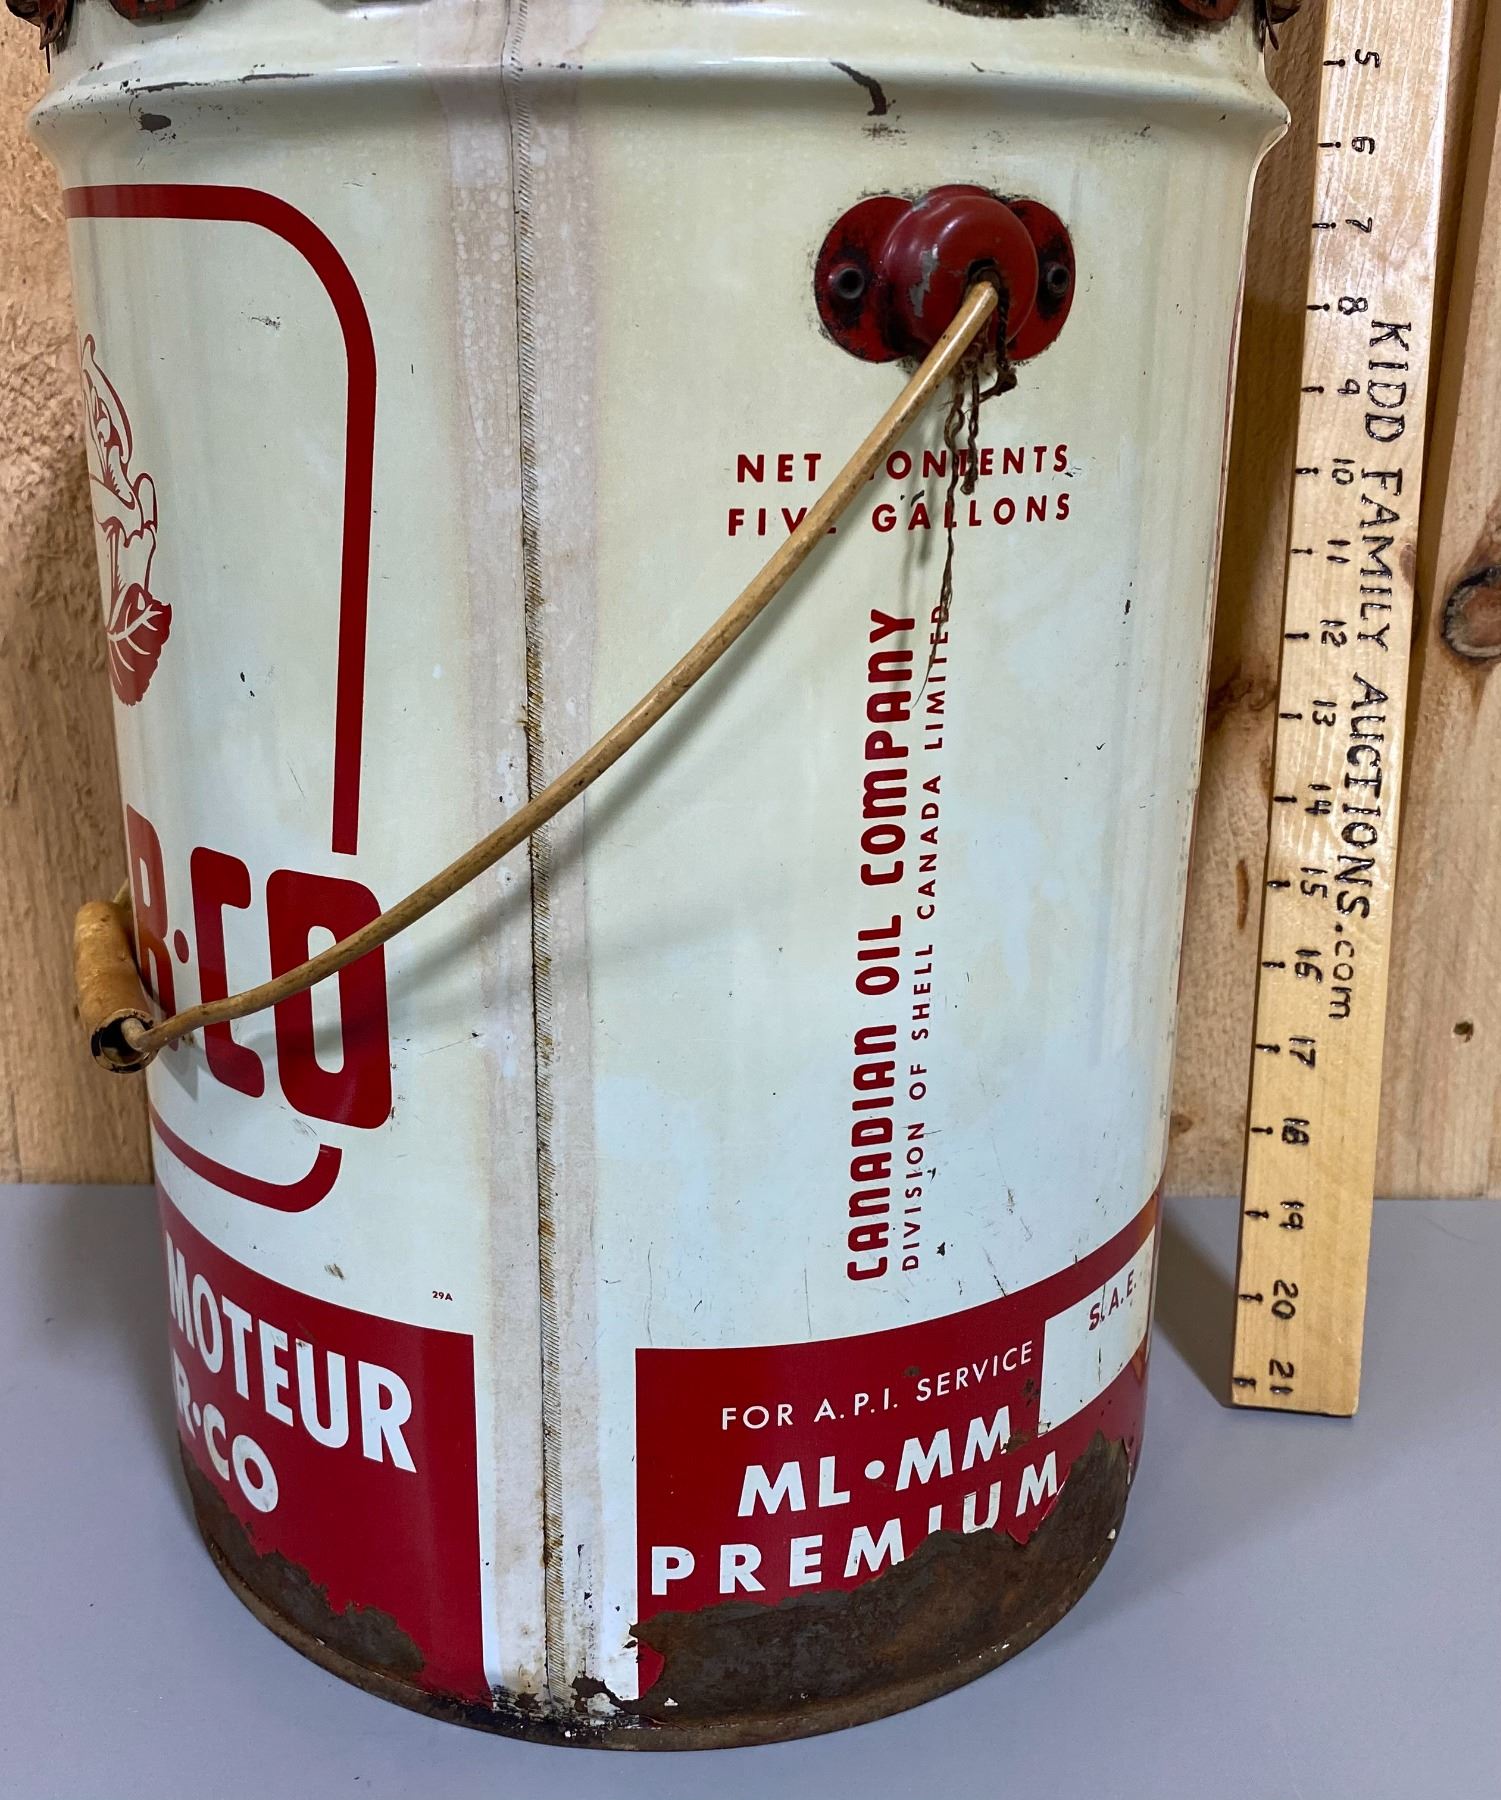 NET CONTENTS
FIVE GALLONS
CANADIAN OIL COMPANY
DIVISION OF SHELL CANADA LIMITED
R·CO
29A
MOTEUR
R·CO
FOR A.P.I. SERVICE
ML•MM
PREMIUM
S.A.E.
5
6
7
8
9
10
11
12
13
14
15
16
17
18
19
20
21
KIDD FAMILY AUCTIONS.com